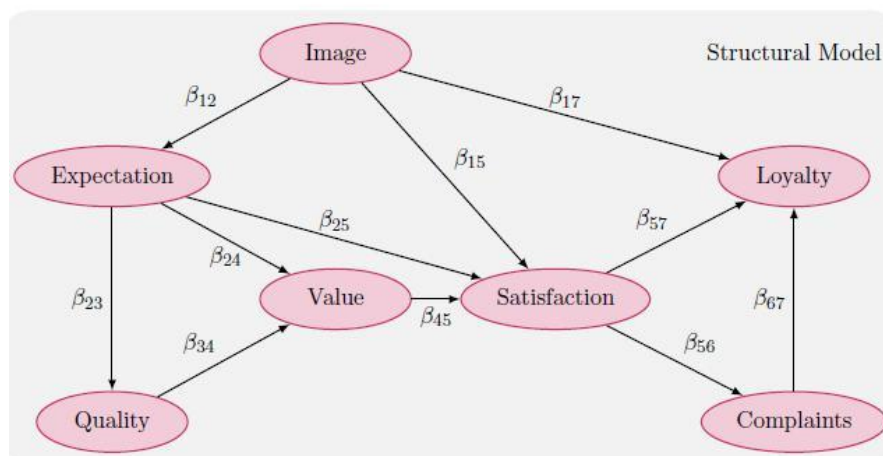 Image
Structural Model
β12
β17
β15
Expectation
Loyalty
β25
β57
β24
β23
Value
Satisfaction
β45
β67
β34
β56
Quality
Complaints